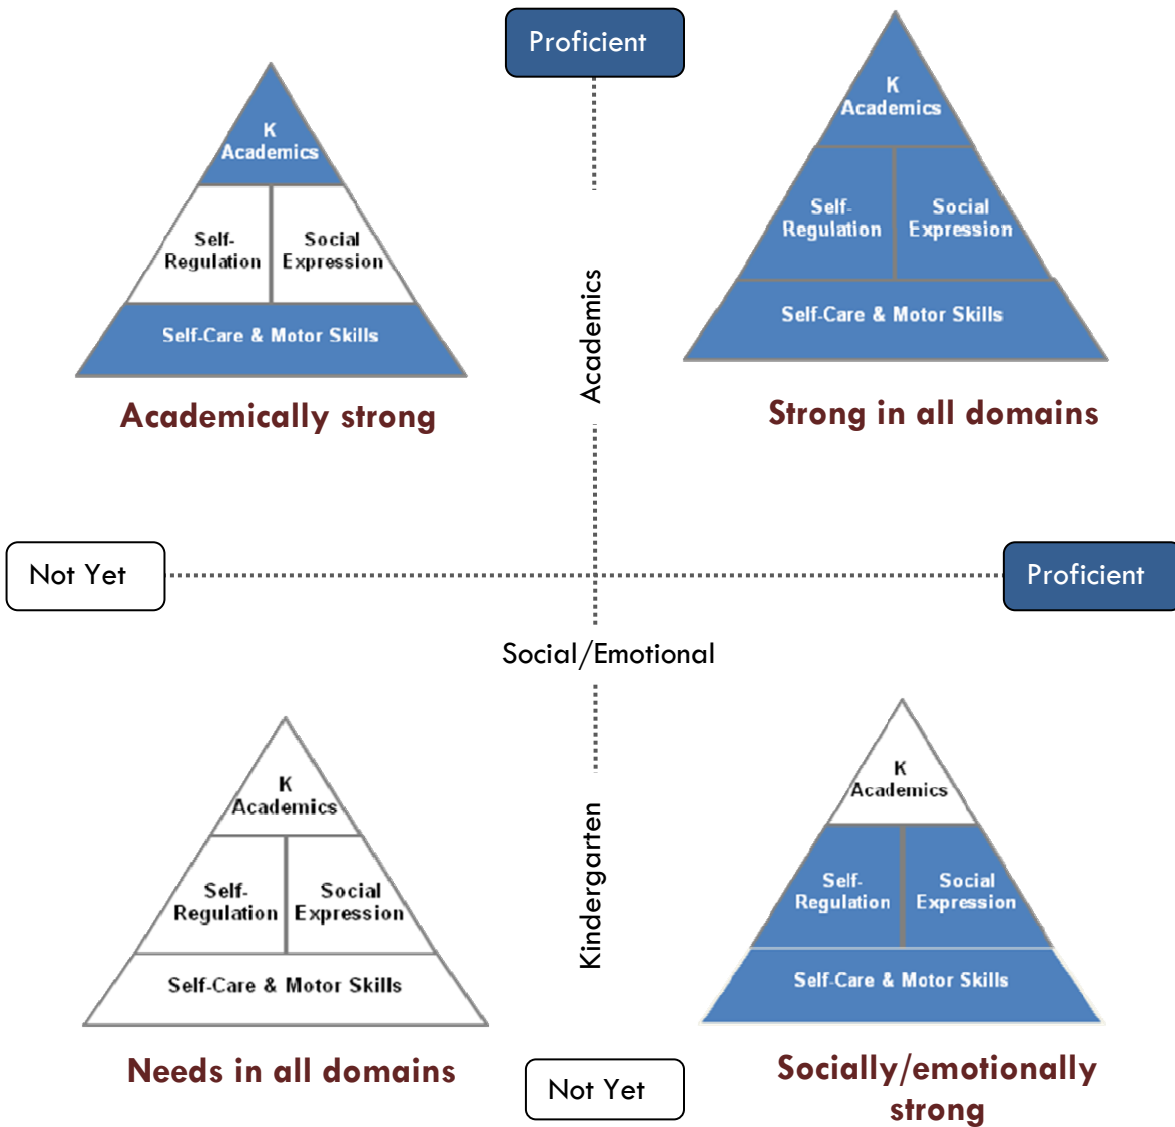 Proficient
K
Academics
Self-
Regulation
Social
Expression
Self-Care & Motor Skills
Academically strong
K
Academics
Self-
Regulation
Social
Expression
Self-Care & Motor Skills
Strong in all domains
Academics
Not Yet
Proficient
Social/Emotional
Kindergarten
K
Academics
Self-
Regulation
Social
Expression
Self-Care & Motor Skills
Needs in all domains
K
Academics
Self-
Regulation
Social
Expression
Self-Care & Motor Skills
Socially/emotionally
strong
Not Yet